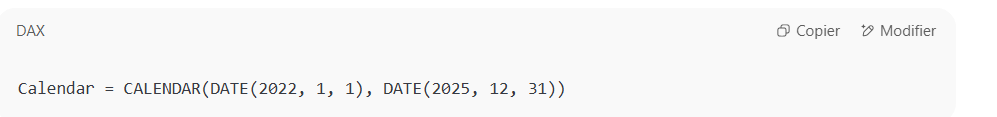 DAX Copier Modifier
Calendar = CALENDAR(DATE(2022, 1, 1), DATE(2025, 12, 31))